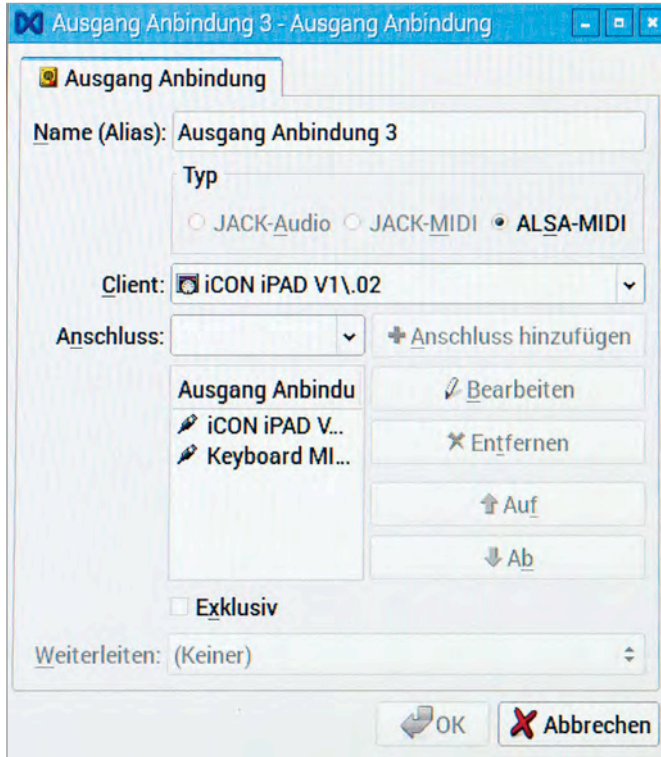 Ausgang Anbindung 3 - Ausgang Anbindung
Ausgang Anbindung
Name (Alias): Ausgang Anbindung 3
Typ
JACK-Audio JACK-MIDI ALSA-MIDI
Client: iCON iPAD V1\.02
Anschluss: Anschluss hinzufügen
Ausgang Anbindu Bearbeiten
iCON iPAD V...
Keyboard MI... Entfernen
Auf
Ab
Exklusiv
Weiterleiten: (Keiner)
OK Abbrechen